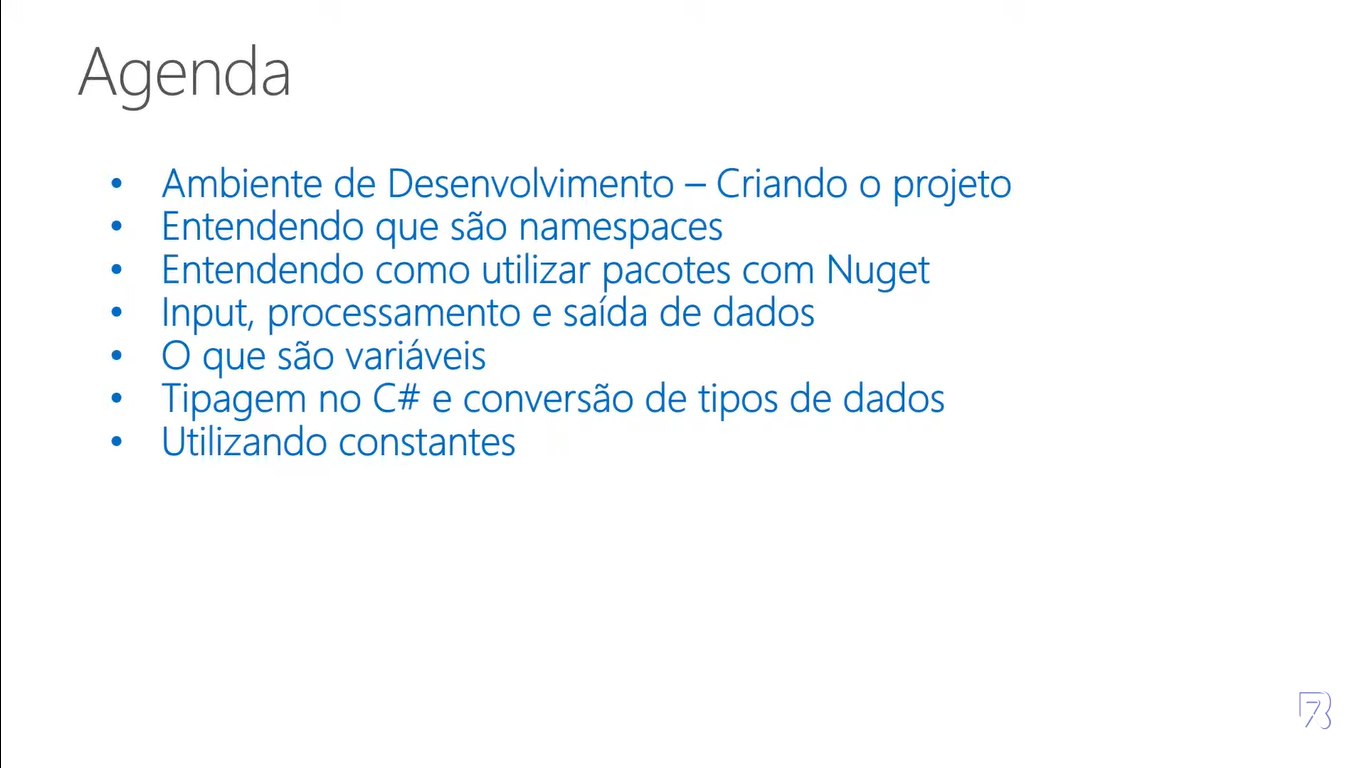 Agenda
• Ambiente de Desenvolvimento – Criando o projeto
• Entendendo que são namespaces
• Entendendo como utilizar pacotes com Nuget
• Input, processamento e saída de dados
• O que são variáveis
• Tipagem no C# e conversão de tipos de dados
• Utilizando constantes